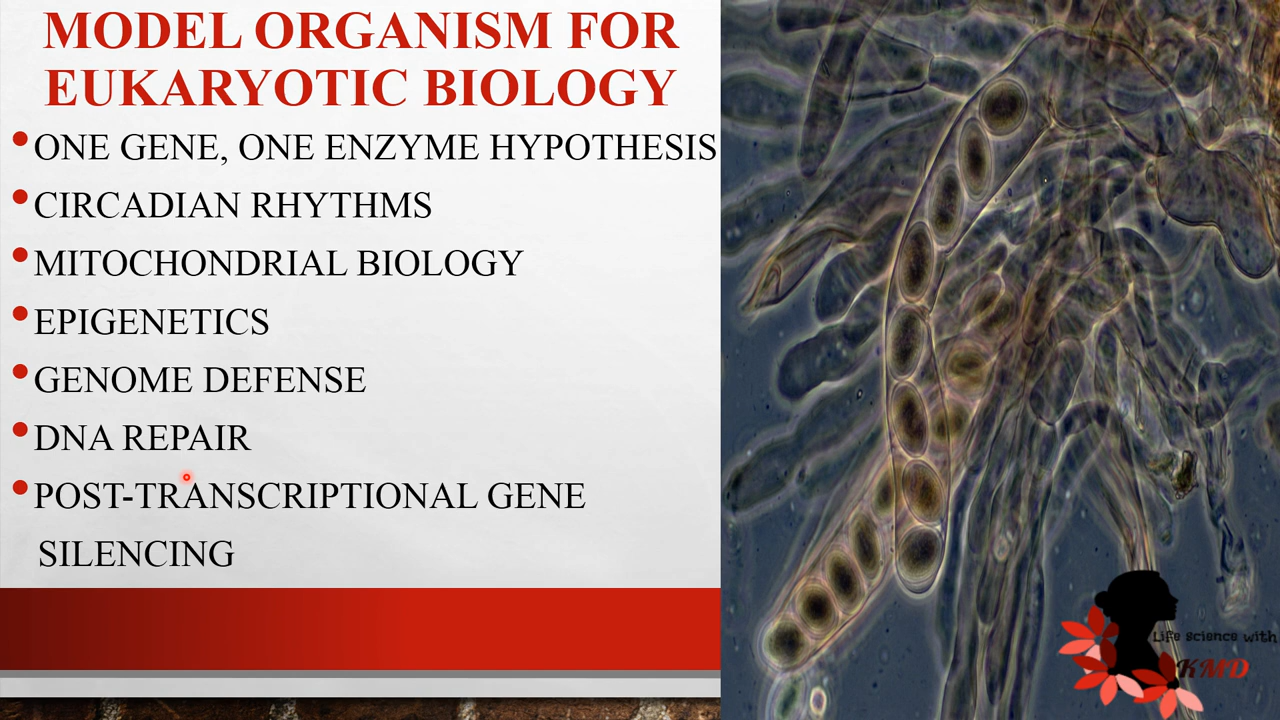 MODEL ORGANISM FOR
EUKARYOTIC BIOLOGY
•ONE GENE, ONE ENZYME HYPOTHESIS
•CIRCADIAN RHYTHMS
•MITOCHONDRIAL BIOLOGY
•EPIGENETICS
•GENOME DEFENSE
•DNA REPAIR
•POST-TRANSCRIPTIONAL GENE
SILENCING
Life science with
KMD